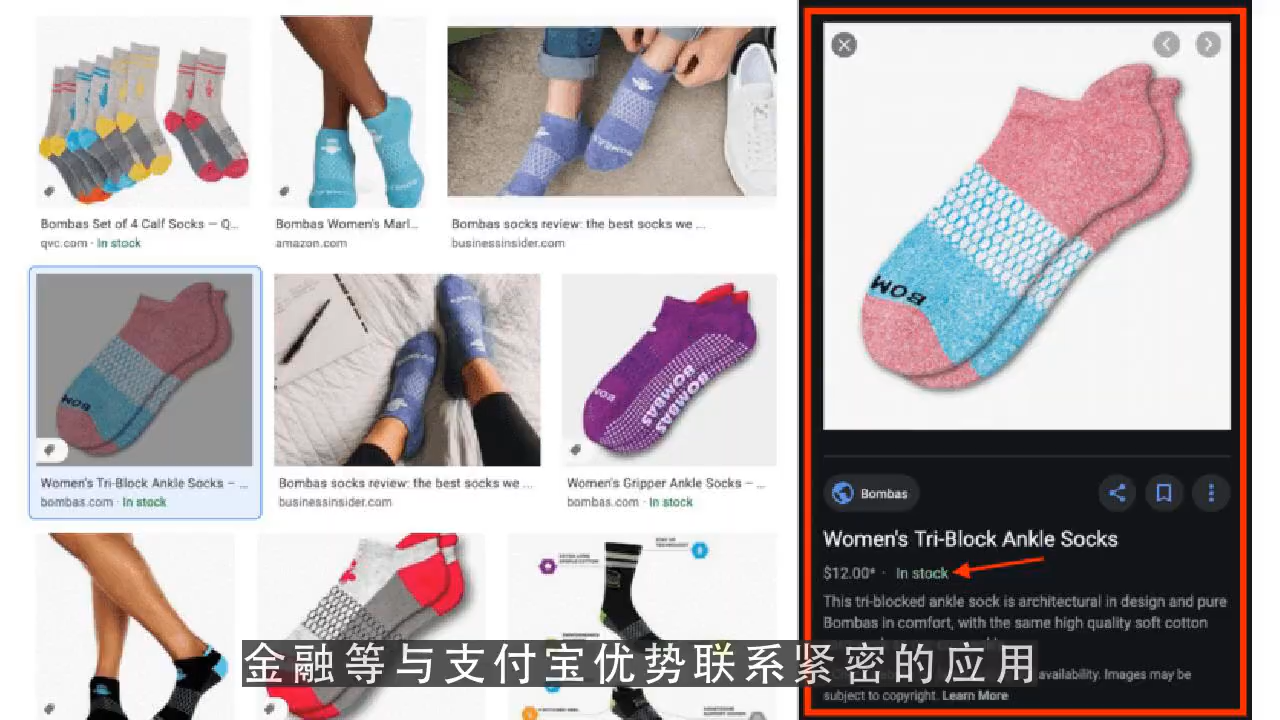 Bombas Set of 4 Calf Socks — Q...
qvc.com · In stock
Bombas Women's Marl...
amazon.com
Bombas socks review: the best socks we ...
businessinsider.com
Women's Tri-Block Ankle Socks – ...
bombas.com · In stock
Bombas socks review: the best socks we ...
businessinsider.com
BOMBAS
BOMBAS
Women's Gripper Ankle Socks – ...
bombas.com · In stock
BOM
Bombas
Women's Tri-Block Ankle Socks
$12.00* · In stock
This tri-blocked ankle sock is architectural in design and pure
Bombas in comfort, with the same high quality soft cotton
availability. Images may be
subject to copyright. Learn More
金融等与支付宝优势联系紧密的应用